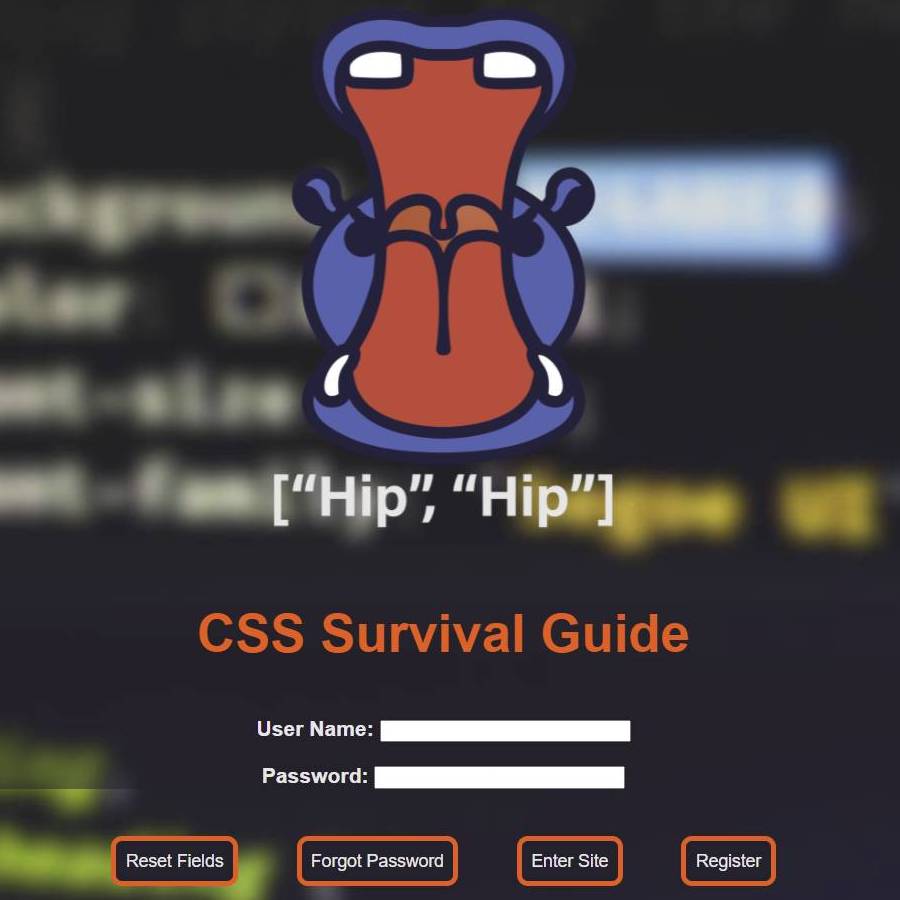 ["Hip", "Hip"]
CSS Survival Guide
User Name:
Password:
Reset Fields Forgot Password Enter Site Register